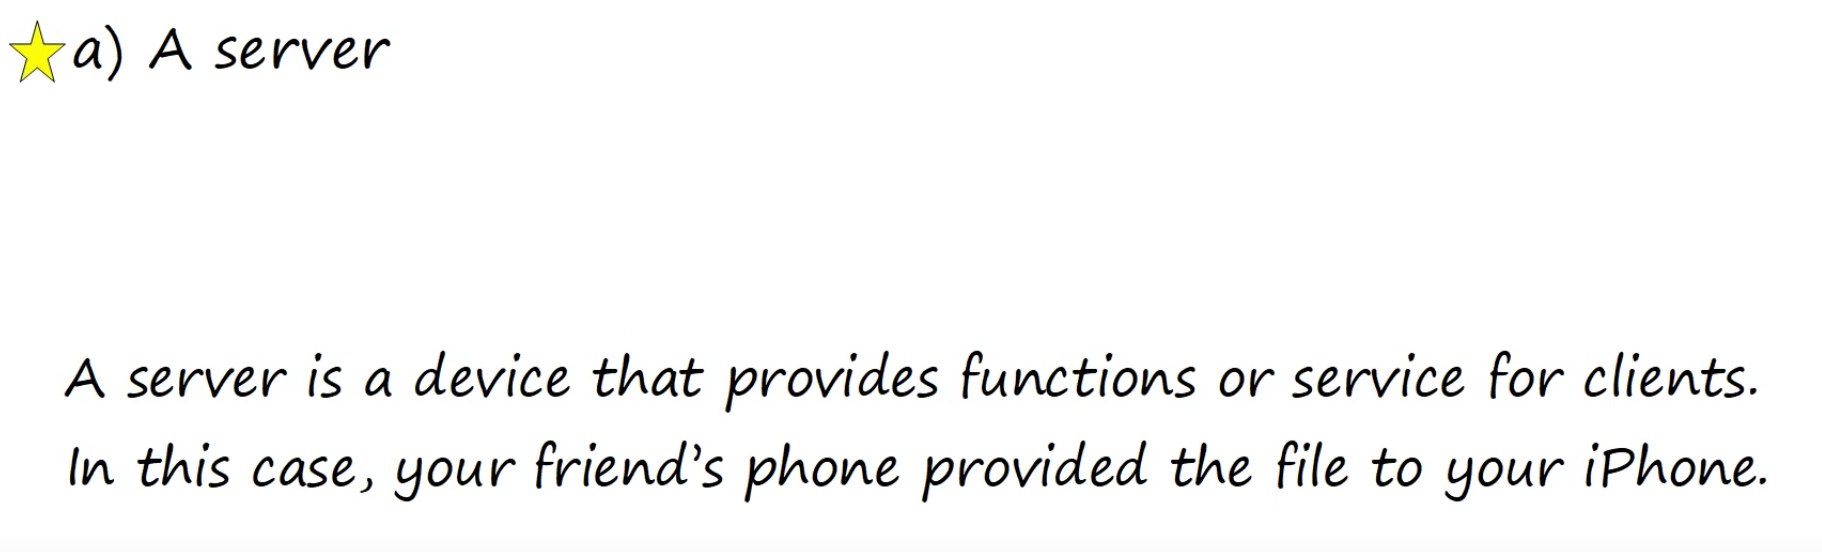 a) A server
A server is a device that provides functions or service for clients.
In this case, your friend's phone provided the file to your iPhone.